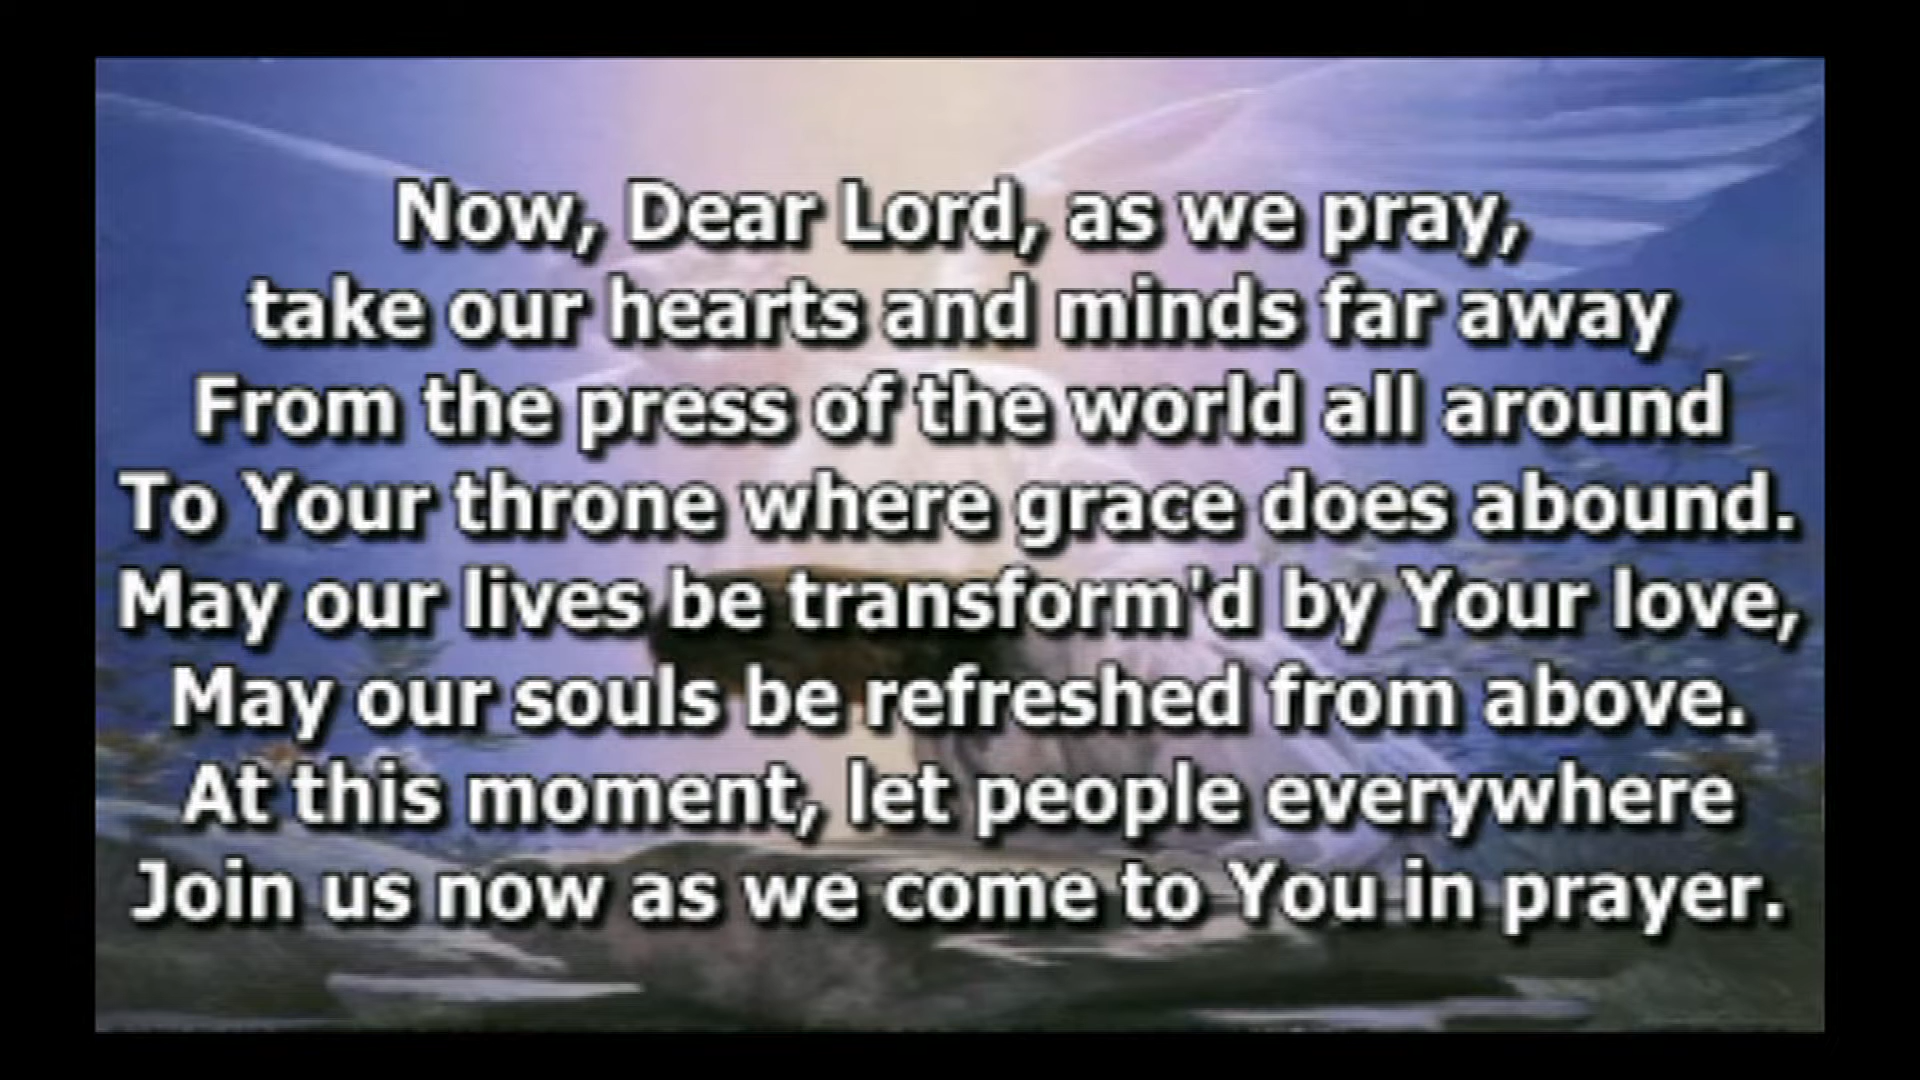 Now, Dear Lord, as we pray,
take our hearts and minds far away
From the press of the world all around
To Your throne where grace does abound.
May our lives be transform'd by Your love,
May our souls be refreshed from above.
At this moment, let people everywhere
Join us now as we come to You in prayer.